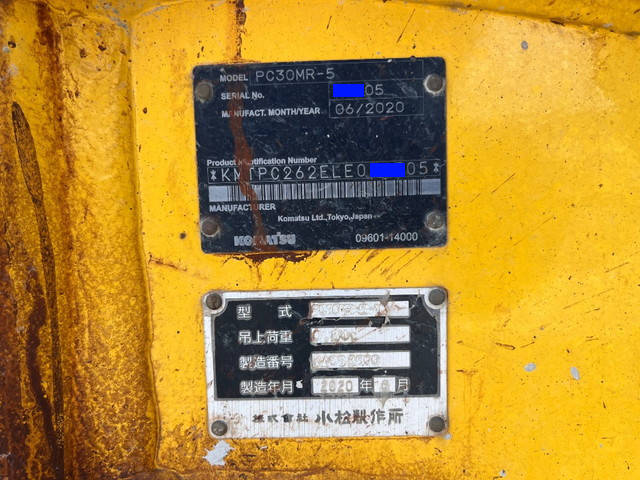 MODEL PC30MR-5
SERIAL No. 05
MANUFACT. MONTH/YEAR 06/2020
Product Identification Number
*KMTPC262ELE0 05*
MANUFACTURER
Komatsu Ltd.,Tokyo,Japan
KOMATSU 09601-14000
型 式
吊上荷重
製造番号
製造年月 2020 年 6 月
株式会社 小松製作所